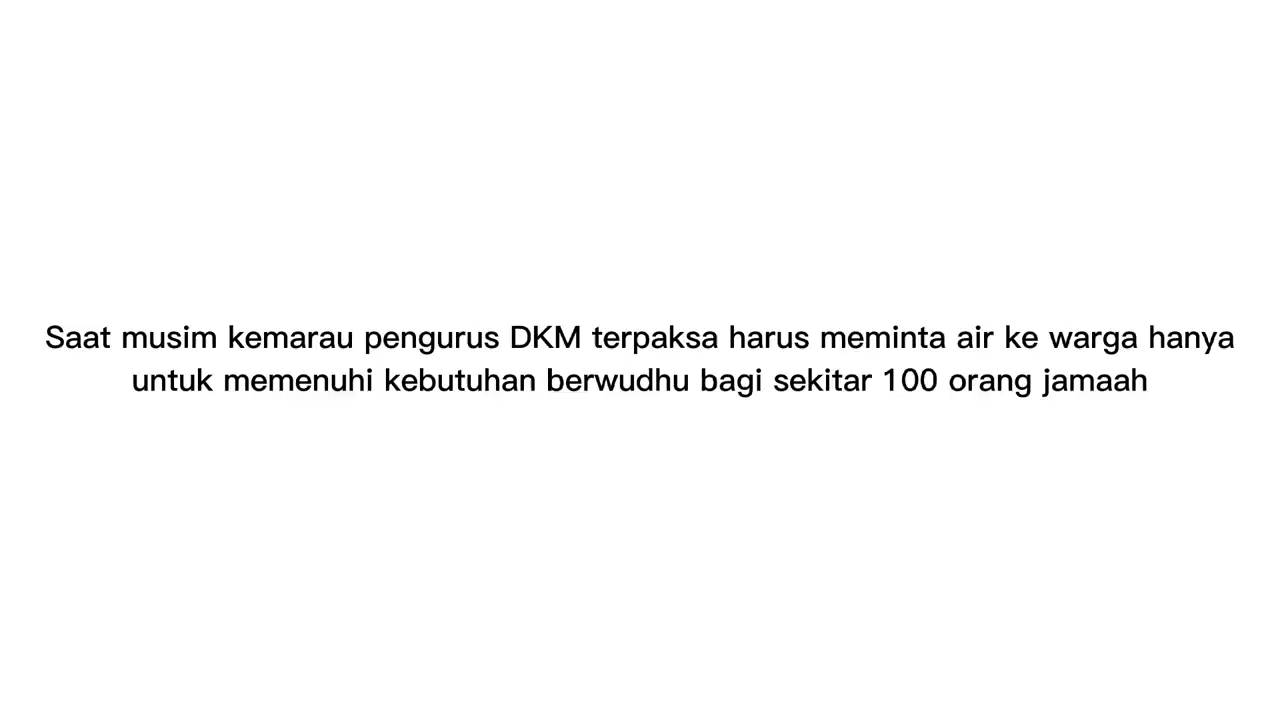 Saat musim kemarau pengurus DKM terpaksa harus meminta air ke warga hanya
untuk memenuhi kebutuhan berwudhu bagi sekitar 100 orang jamaah